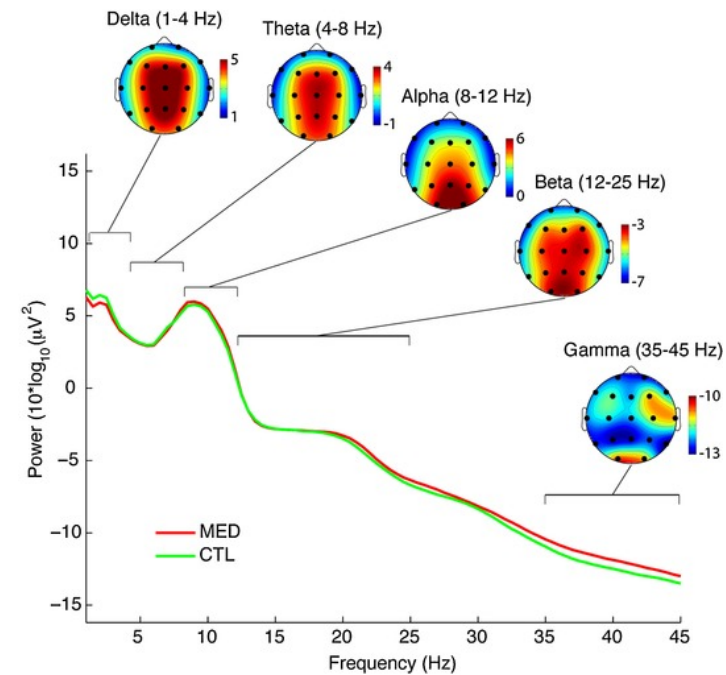 Delta (1-4 Hz)
5
1
Theta (4-8 Hz)
4
-1
Alpha (8-12 Hz)
6
0
Beta (12-25 Hz)
-3
-7
Gamma (35-45 Hz)
-10
-13
Power (10*log10(μV²)
15
10
5
0
−5
−10
−15
MED
CTL
5 10 15 20 25 30 35 40 45
Frequency (Hz)